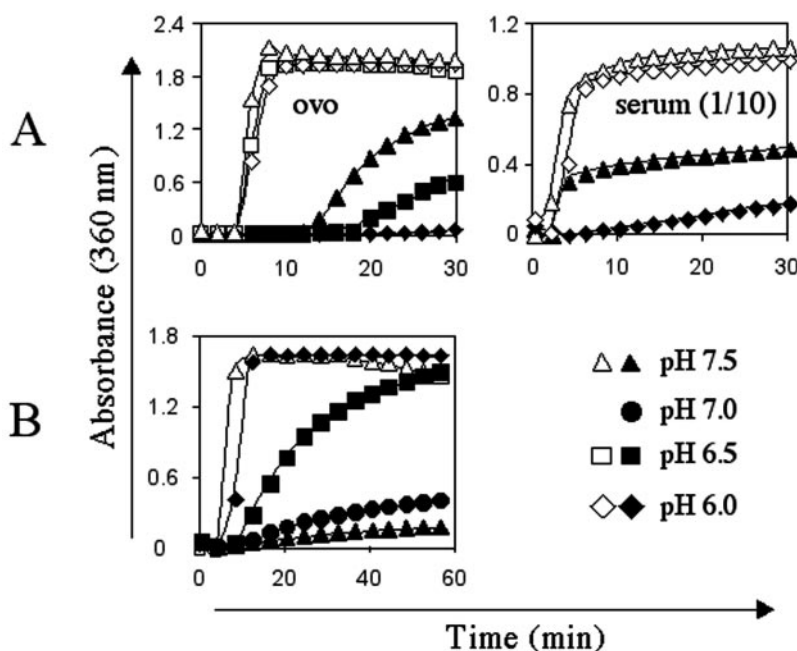 A
B
Absorbance (360 nm)
Time (min)
2.4
1.8
1.2
0.6
0
0 10 20 30
ovo
1.2
0.8
0.4
0
0 10 20 30
serum (1/10)
1.8
1.2
0.6
0
0 20 40 60
pH 7.5
pH 7.0
pH 6.5
pH 6.0